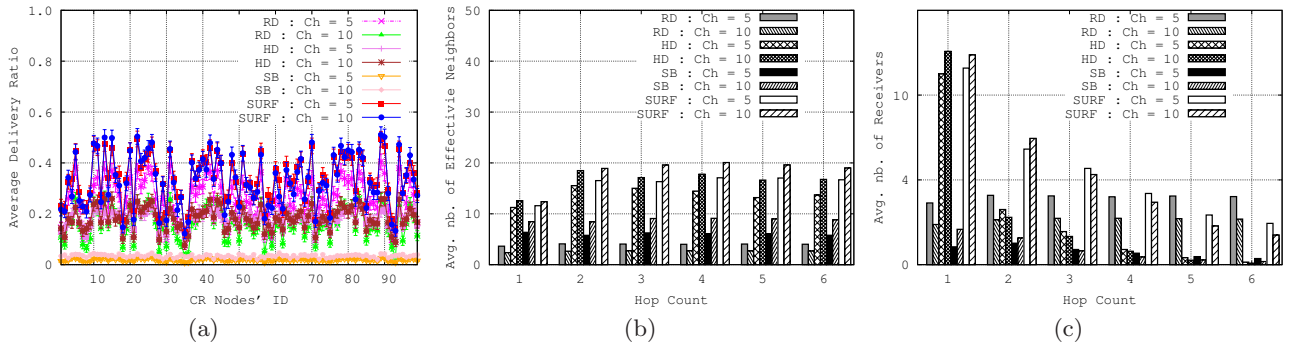 Average Delivery Ratio
1.0
0.8
0.6
0.4
0.2
0
10 20 30 40 50 60 70 80 90
CR Nodes' ID
RD : Ch = 5
RD : Ch = 10
HD : Ch = 5
HD : Ch = 10
SB : Ch = 5
SB : Ch = 10
SURF : Ch = 5
SURF : Ch = 10
(a)
Avg. nb. of Effectivie Neighbors
50
40
30
20
10
0
1 2 3 4 5 6
Hop Count
RD : Ch = 5
RD : Ch = 10
HD : Ch = 5
HD : Ch = 10
SB : Ch = 5
SB : Ch = 10
SURF : Ch = 5
SURF : Ch = 10
(b)
Avg. nb. of Receivers
10
4
0
1 2 3 4 5 6
Hop Count
RD : Ch = 5
RD : Ch = 10
HD : Ch = 5
HD : Ch = 10
SB : Ch = 5
SB : Ch = 10
SURF : Ch = 5
SURF : Ch = 10
(c)